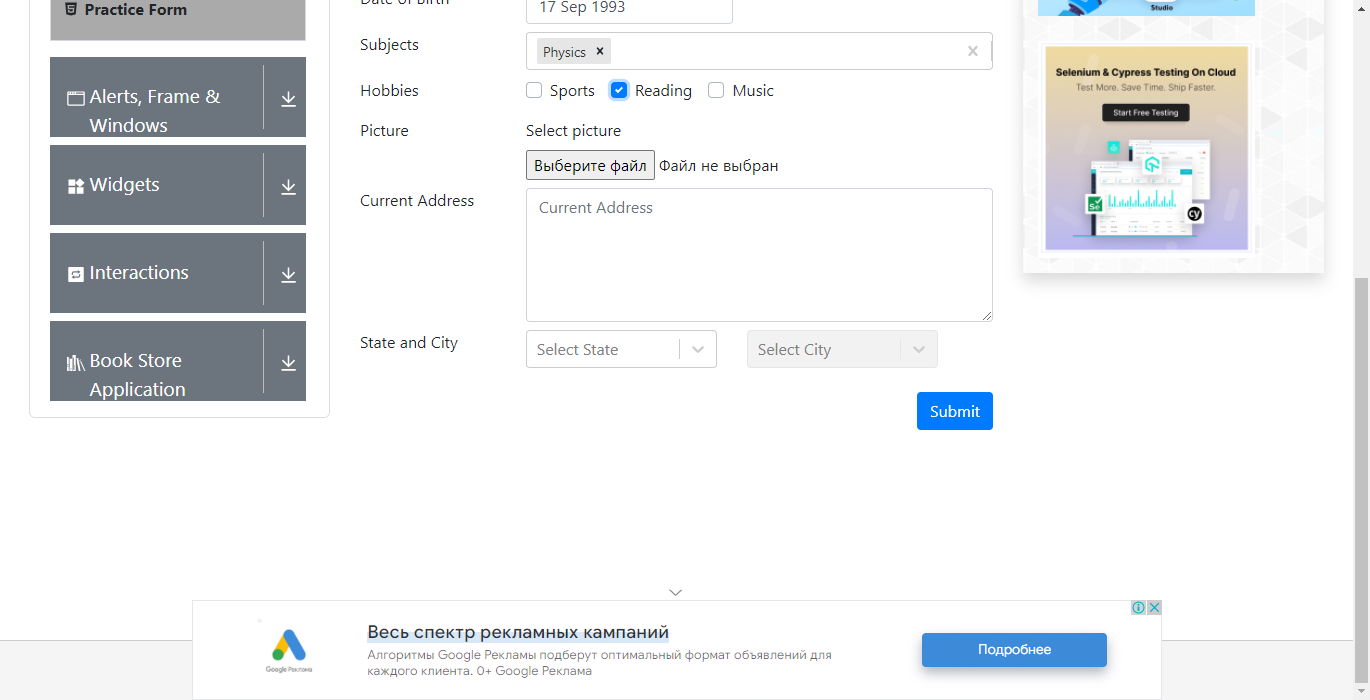 Practice Form
Alerts, Frame &
Windows
Widgets
Interactions
Book Store
Application
Date of Birth
17 Sep 1993
Subjects
Physics
Hobbies
Sports
Reading
Music
Picture
Select picture
Выберите файл Файл не выбран
Current Address
Current Address
State and City
Select State
Select City
Submit
Studio
Selenium & Cypress Testing On Cloud
Test More. Save Time. Ship Faster.
Start Free Testing
Se
cy
Google Реклама
Весь спектр рекламных кампаний
Алгоритмы Google Рекламы подберут оптимальный формат объявлений для
каждого клиента. 0+ Google Реклама
Подробнее